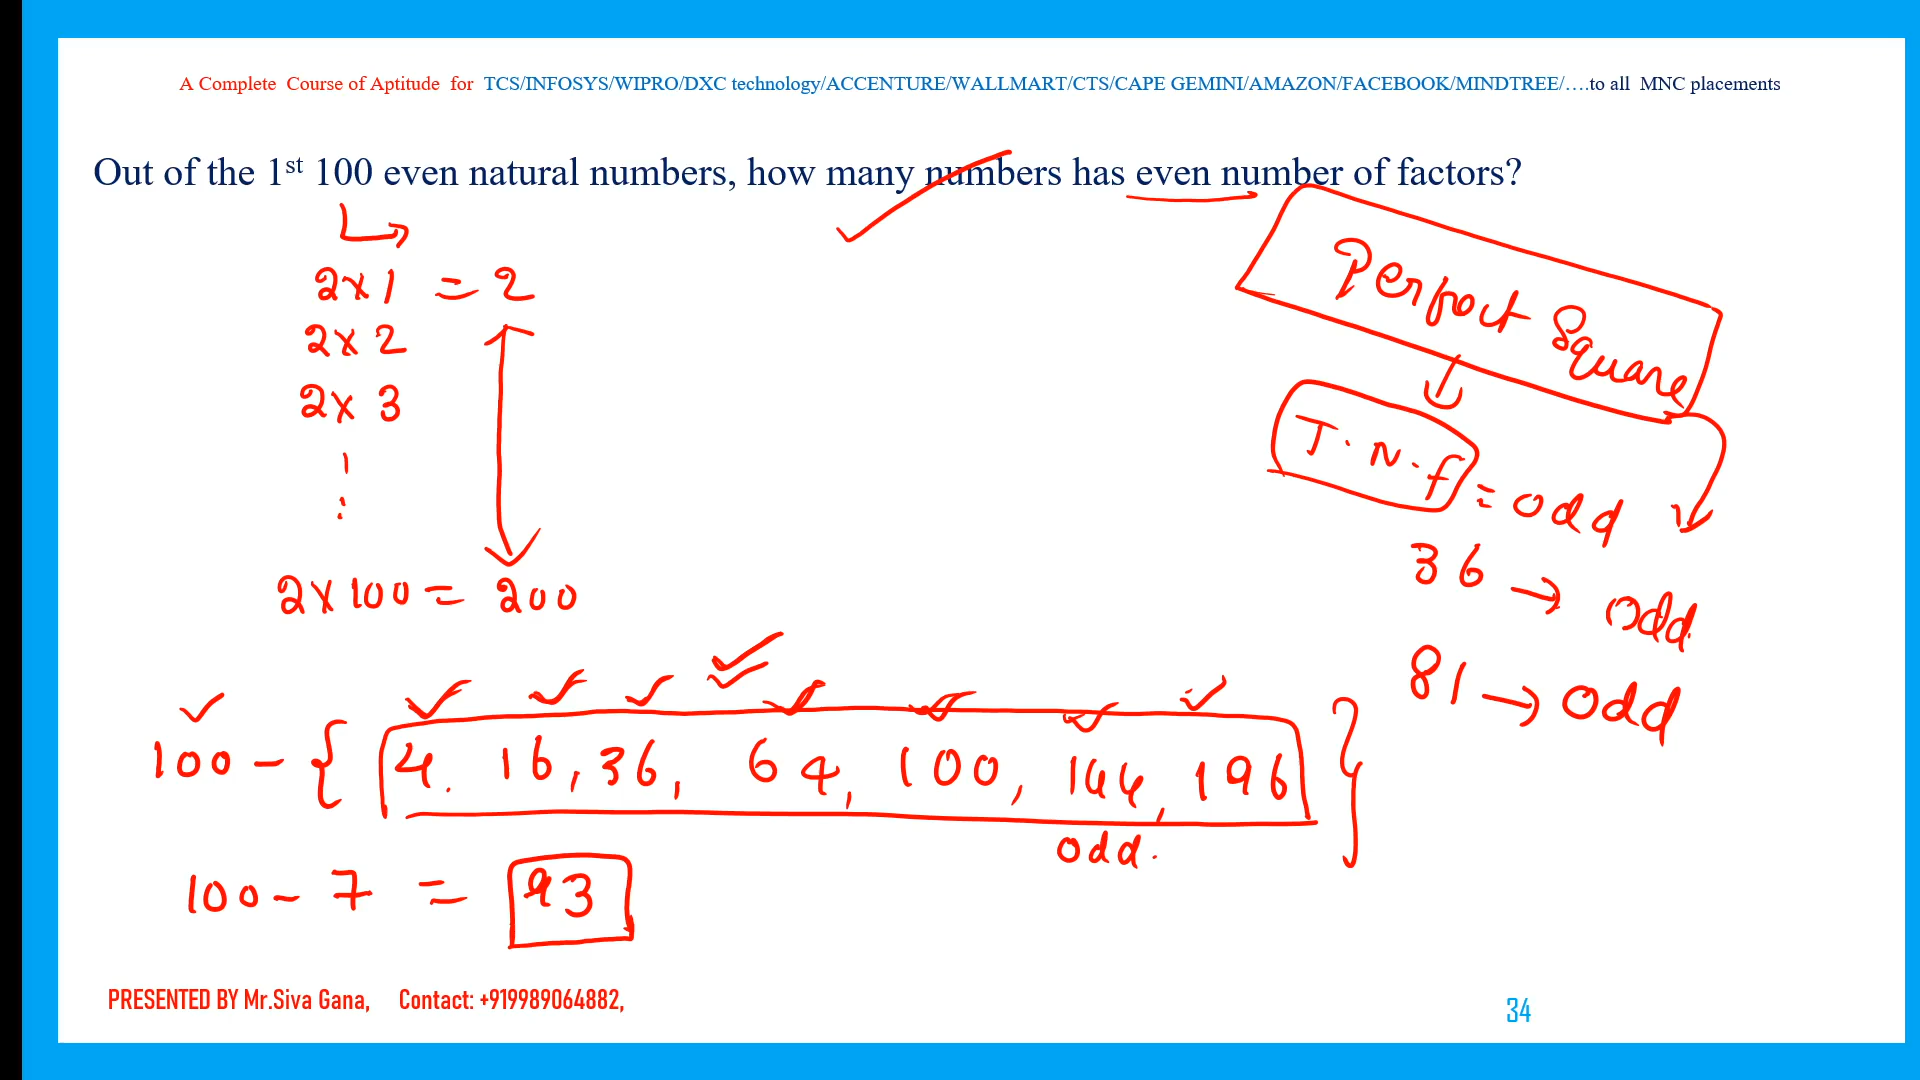 A Complete Course of Aptitude for TCS/INFOSYS/WIPRO/DXC technology/ACCENTURE/WALLMART/CTS/CAPE GEMINI/AMAZON/FACEBOOK/MINDTREE/….to all MNC placements
Out of the 1st 100 even natural numbers, how many numbers has even number of factors?
2x1 = 2
2x2
2x3
2x100 = 200
Perfect Square
T.N.f = odd
36 → odd
81 → odd
100 - { 4. 16, 36, 64, 100, 144, 196 }
odd.
100 - 7 = 93
PRESENTED BY Mr.Siva Gana, Contact: +919989064882,
34